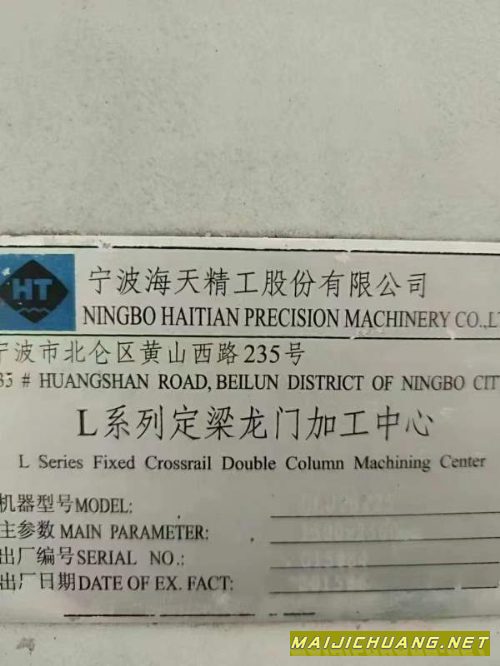 HT
宁波海天精工股份有限公司
NINGBO HAITIAN PRECISION MACHINERY CO.,LT
宁波市北仑区黄山西路235号
35 # HUANGSHAN ROAD, BEILUN DISTRICT OF NINGBO CIT
L系列定梁龙门加工中心
L Series Fixed Crossrail Double Column Machining Center
机器型号MODEL:
主参数 MAIN PARAMETER:
出厂编号SERIAL NO.:
出厂日期DATE OF EX. FACT:
MAIJICHUANG.NET